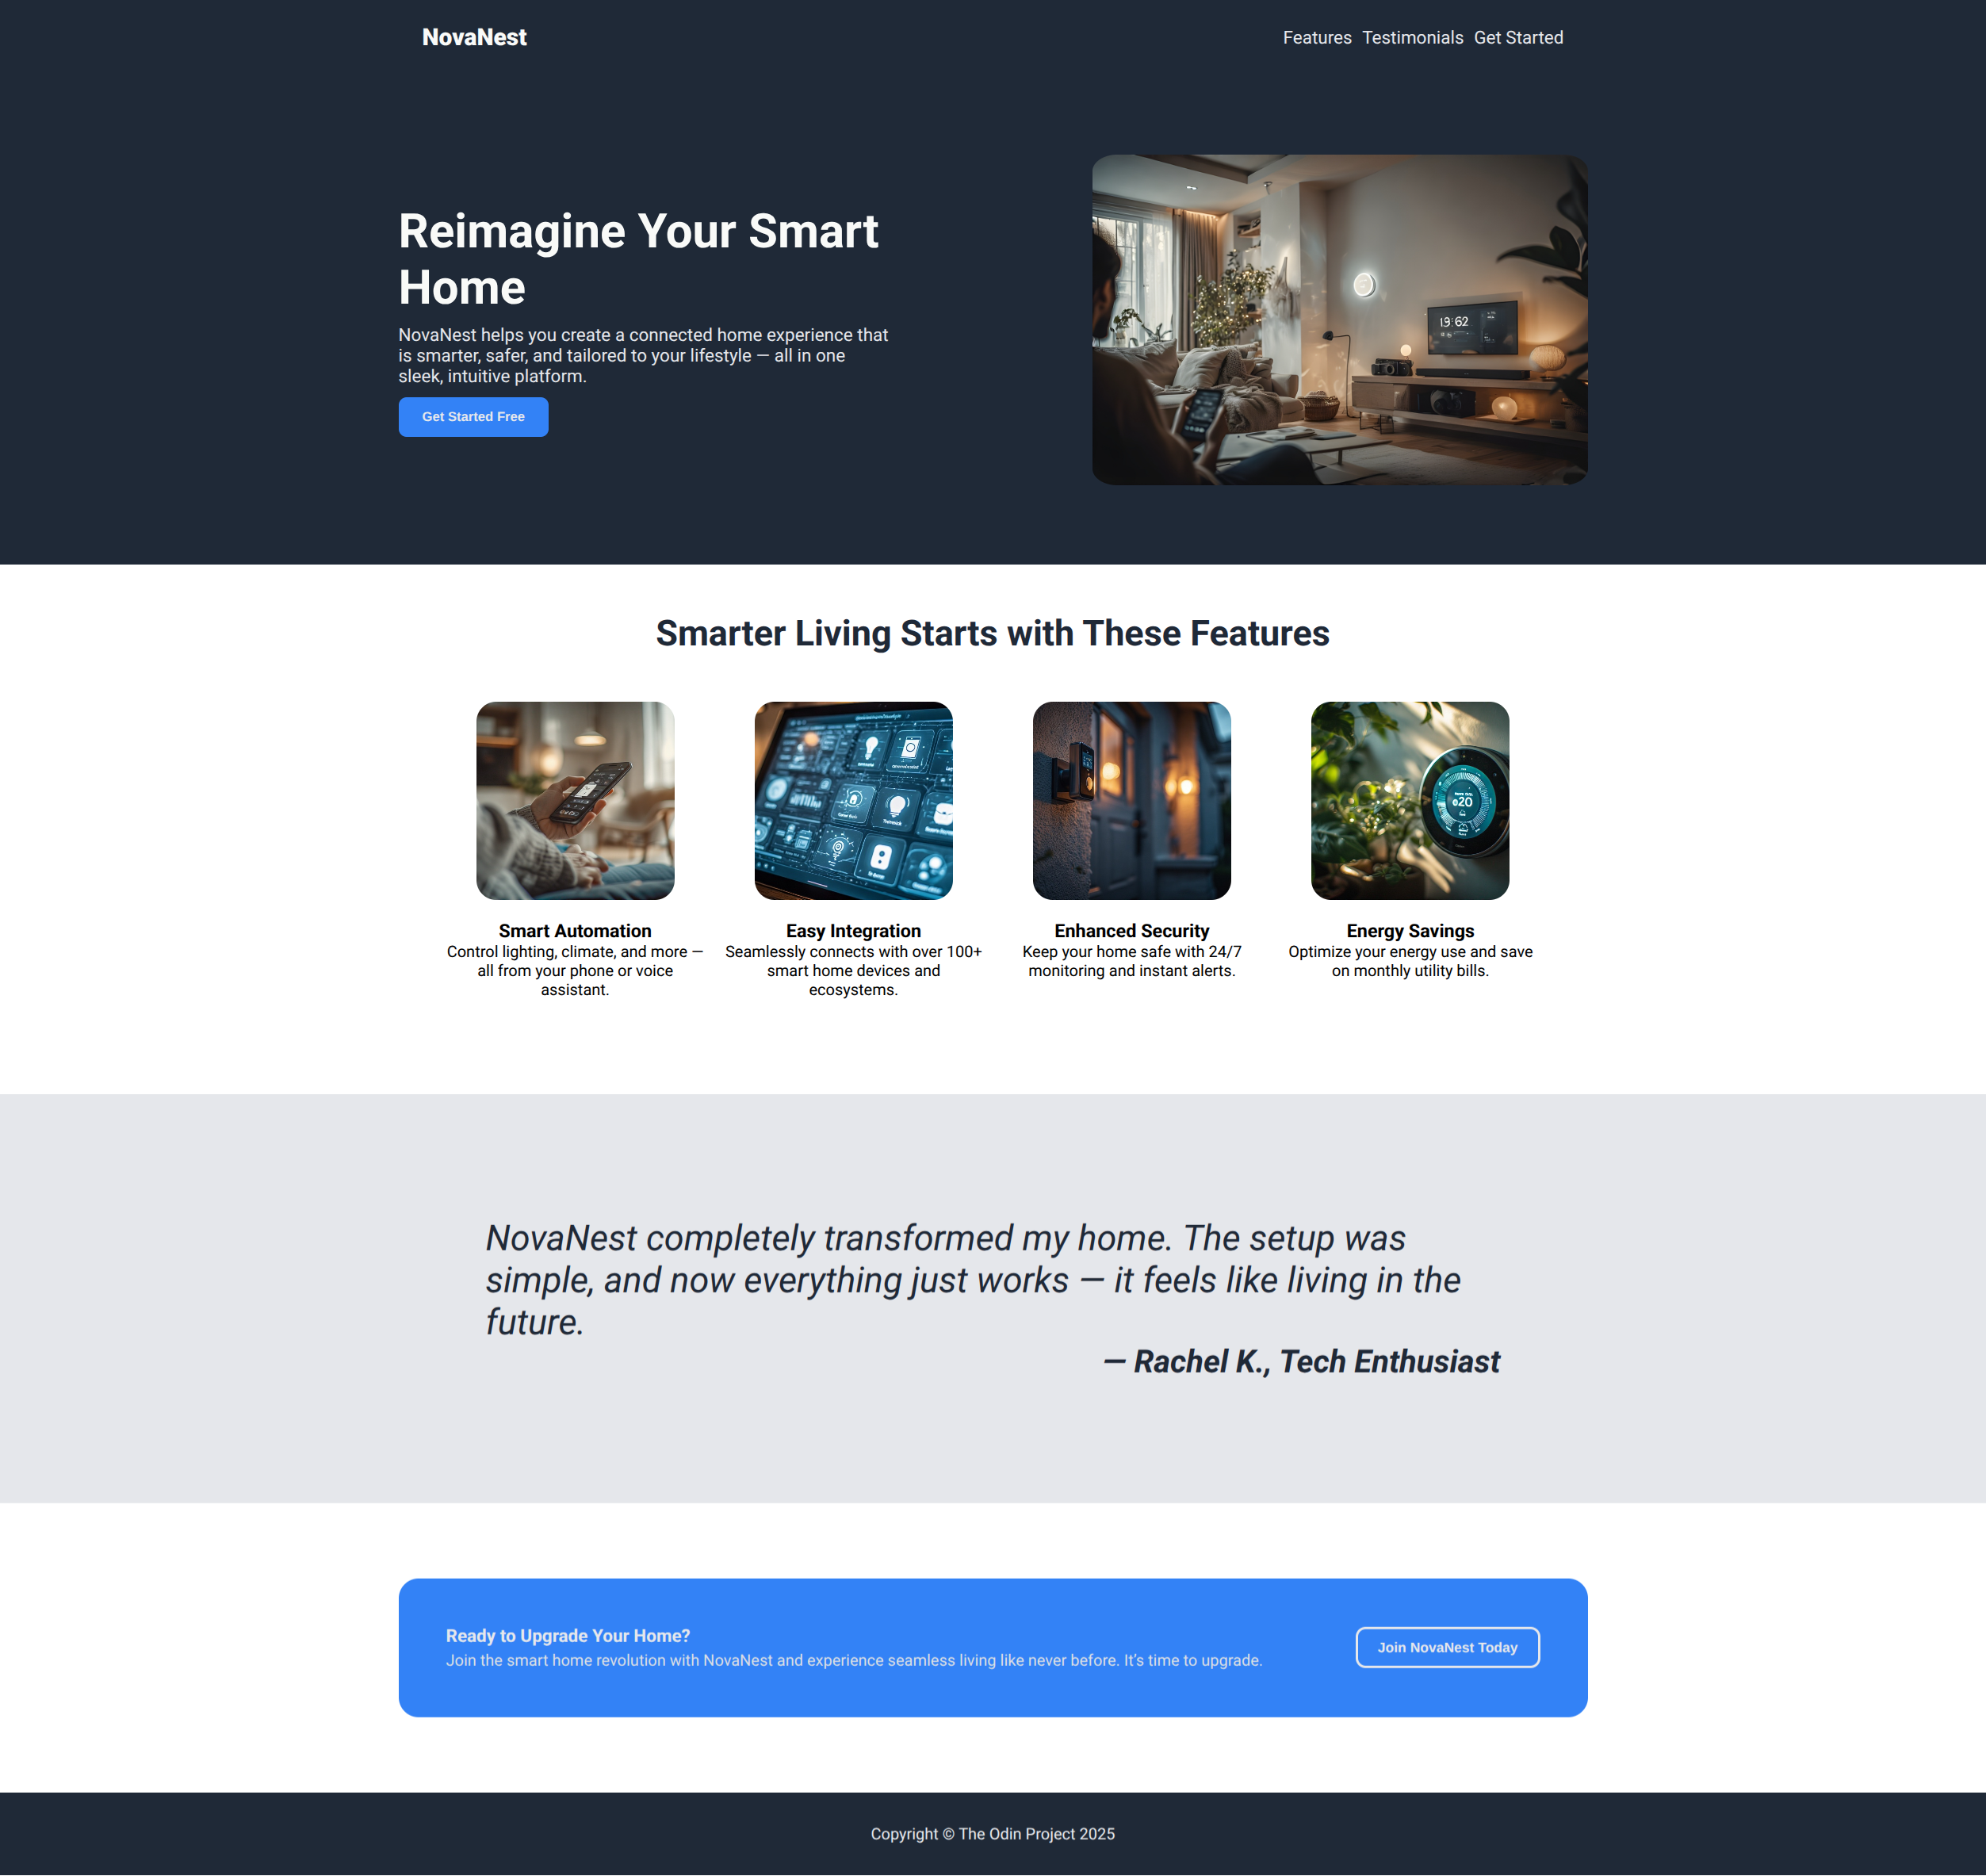 NovaNest
Features Testimonials Get Started
Reimagine Your Smart
Home
NovaNest helps you create a connected home experience that
is smarter, safer, and tailored to your lifestyle — all in one
sleek, intuitive platform.
Get Started Free
19:62
Smarter Living Starts with These Features
Smart Automation
Control lighting, climate, and more —
all from your phone or voice
assistant.
Easy Integration
Seamlessly connects with over 100+
smart home devices and
ecosystems.
Enhanced Security
Keep your home safe with 24/7
monitoring and instant alerts.
Energy Savings
Optimize your energy use and save
on monthly utility bills.
NovaNest completely transformed my home. The setup was
simple, and now everything just works — it feels like living in the
future.
— Rachel K., Tech Enthusiast
Ready to Upgrade Your Home?
Join the smart home revolution with NovaNest and experience seamless living like never before. It’s time to upgrade.
Join NovaNest Today
Copyright © The Odin Project 2025